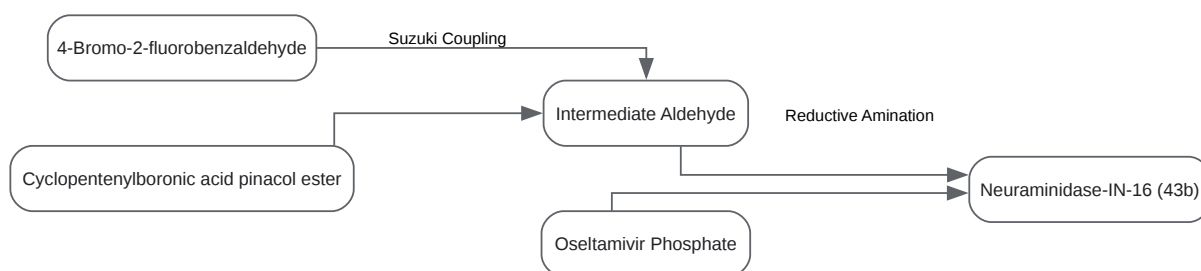 4-Bromo-2-fluorobenzaldehyde
Suzuki Coupling
Cyclopentenylboronic acid pinacol ester
Intermediate Aldehyde
Reductive Amination
Oseltamivir Phosphate
Neuraminidase-IN-16 (43b)